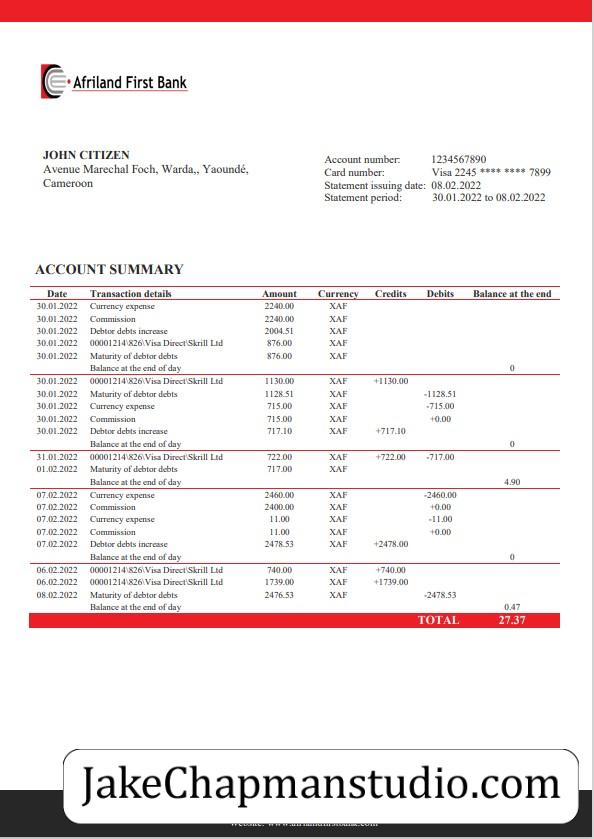 Afriland First Bank
JOHN CITIZEN
Avenue Marechal Foch, Warda,, Yaoundé,
Cameroon
Account number: 1234567890
Card number: Visa 2245 **** **** 7899
Statement issuing date: 08.02.2022
Statement period: 30.01.2022 to 08.02.2022
ACCOUNT SUMMARY
Date Transaction details Amount Currency Credits Debits Balance at the end
30.01.2022 Currency expense 2240.00 XAF
30.01.2022 Commission 2240.00 XAF
30.01.2022 Debtor debts increase 2004.51 XAF
30.01.2022 00001214\826\Visa Direct\Skrill Ltd 876.00 XAF
30.01.2022 Maturity of debtor debts 876.00 XAF
Balance at the end of day 0
30.01.2022 00001214\826\Visa Direct\Skrill Ltd 1130.00 XAF +1130.00
30.01.2022 Maturity of debtor debts 1128.51 XAF -1128.51
30.01.2022 Currency expense 715.00 XAF -715.00
30.01.2022 Commission 715.00 XAF +0.00
30.01.2022 Debtor debts increase 717.10 XAF +717.10
Balance at the end of day 0
31.01.2022 00001214\826\Visa Direct\Skrill Ltd 722.00 XAF +722.00 -717.00
01.02.2022 Maturity of debtor debts 717.00 XAF
Balance at the end of day 4.90
07.02.2022 Currency expense 2460.00 XAF -2460.00
07.02.2022 Commission 2400.00 XAF +0.00
07.02.2022 Currency expense 11.00 XAF -11.00
07.02.2022 Commission 11.00 XAF +0.00
07.02.2022 Debtor debts increase 2478.53 XAF +2478.00
Balance at the end of day 0
06.02.2022 00001214\826\Visa Direct\Skrill Ltd 740.00 XAF +740.00
06.02.2022 00001214\826\Visa Direct\Skrill Ltd 1739.00 XAF +1739.00
08.02.2022 Maturity of debtor debts 2476.53 XAF -2478.53
Balance at the end of day 0.47
TOTAL 27.37
JakeChapmanstudio.com